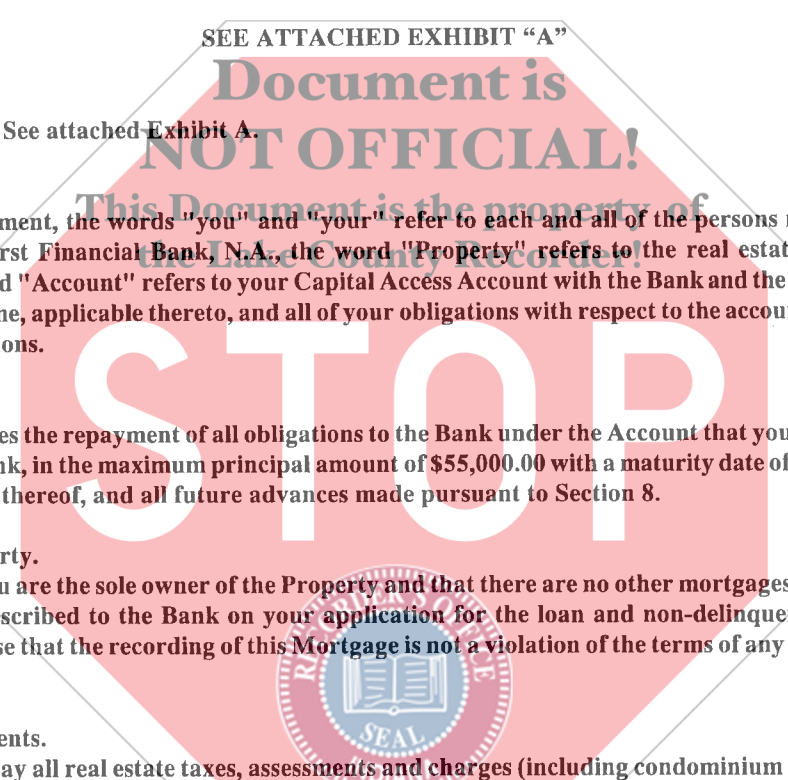 SEE ATTACHED EXHIBIT “A”
Document is
See attached Exhibit A.
NOT OFFICIAL!
This Document is the property of
ment, the words "you" and "your" refer to each and all of the persons
the Lake County Recorder!
rst Financial Bank, N.A., the word "Property" refers to the real estat
d "Account" refers to your Capital Access Account with the Bank and the
ne, applicable thereto, and all of your obligations with respect to the accou
ons.
STOP
es the repayment of all obligations to the Bank under the Account that you
nk, in the maximum principal amount of $55,000.00 with a maturity date of
thereof, and all future advances made pursuant to Section 8.
rty.
u are the sole owner of the Property and that there are no other mortgages
scribed to the Bank on your application for the loan and non-delinque
se that the recording of this Mortgage is not a violation of the terms of any
RECORDER'S OFFICE
SEAL
ents.
ay all real estate taxes, assessments and charges (including condominium